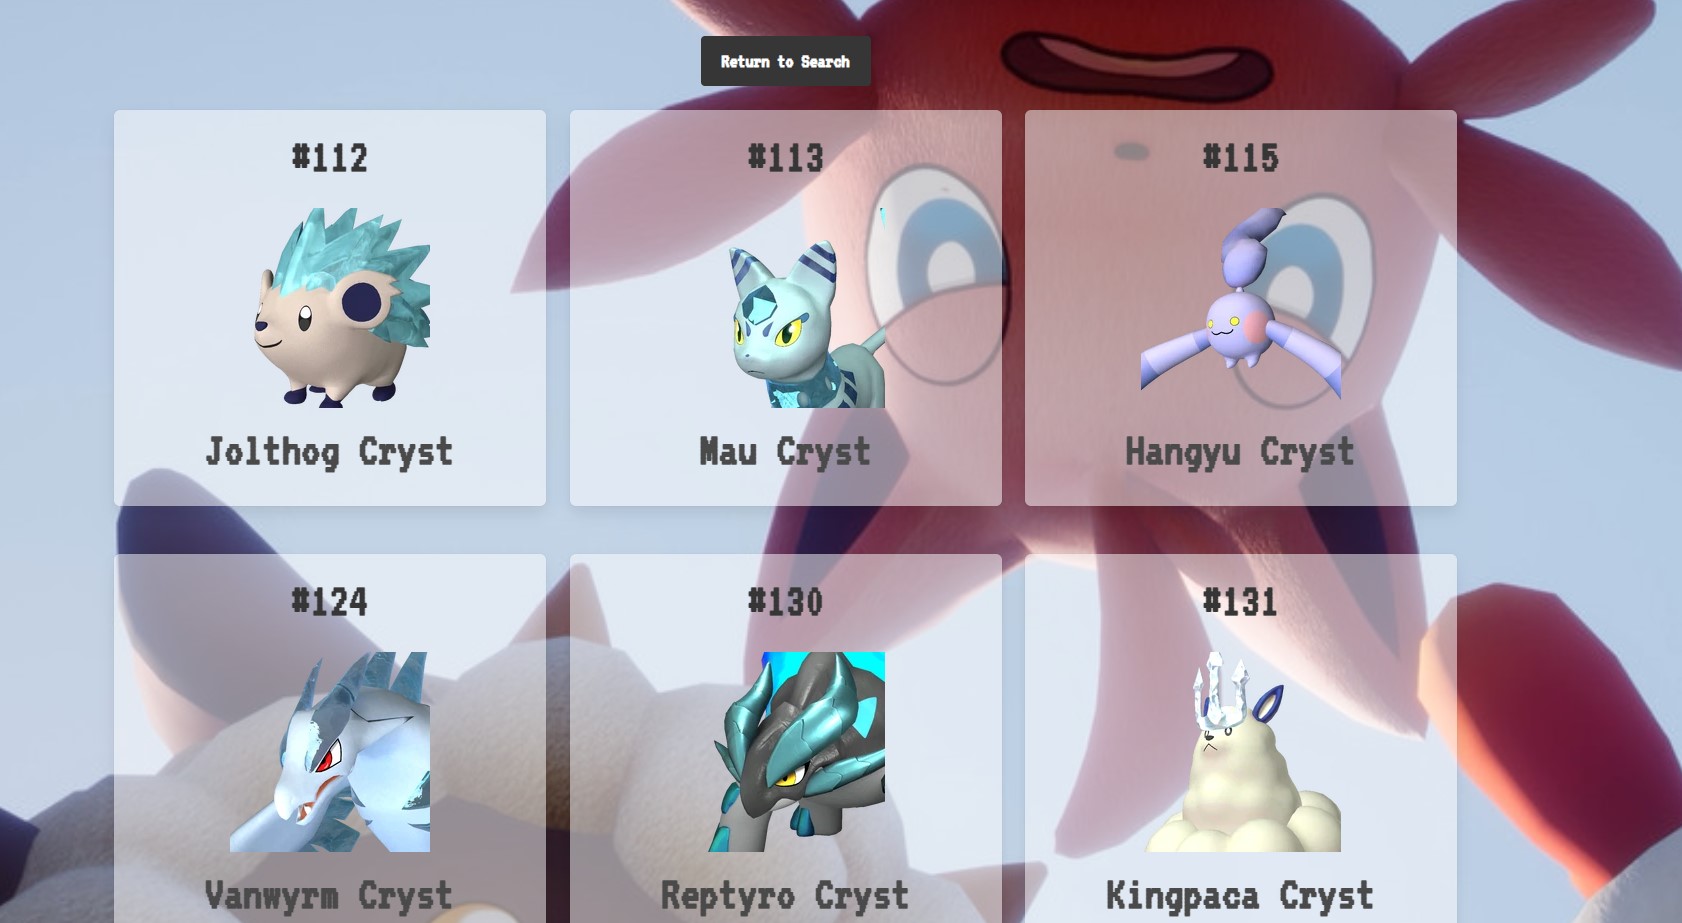 Return to Search
#112
#113
#115
Jolthog Cryst
Mau Cryst
Hangyu Cryst
#124
#130
#131
Vanwyrm Cryst
Reptyro Cryst
Kingpaca Cryst